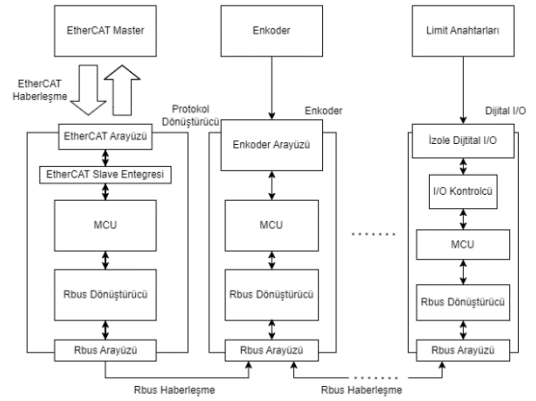 EtherCAT Master
Enkoder
Limit Anahtarları
EtherCAT
Haberleşme
Protokol
Dönüştürücü
Enkoder
Dijital I/O
EtherCAT Arayüzü
EtherCAT Slave Entegresi
MCU
Rbus Dönüştürücü
Rbus Arayüzü
Enkoder Arayüzü
MCU
Rbus Dönüştürücü
Rbus Arayüzü
İzole Dijtital I/O
I/O Kontrolcü
MCU
Rbus Dönüştürücü
Rbus Arayüzü
Rbus Haberleşme
Rbus Haberleşme